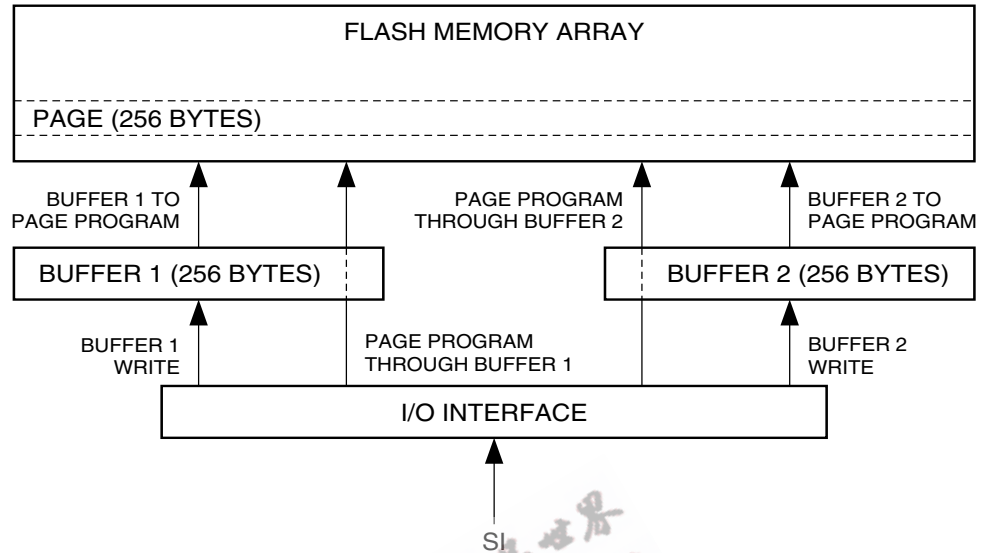 FLASH MEMORY ARRAY
PAGE (256 BYTES)
BUFFER 1 TO
PAGE PROGRAM
PAGE PROGRAM
THROUGH BUFFER 2
BUFFER 2 TO
PAGE PROGRAM
BUFFER 1 (256 BYTES)
BUFFER 2 (256 BYTES)
BUFFER 1
WRITE
PAGE PROGRAM
THROUGH BUFFER 1
BUFFER 2
WRITE
I/O INTERFACE
SI